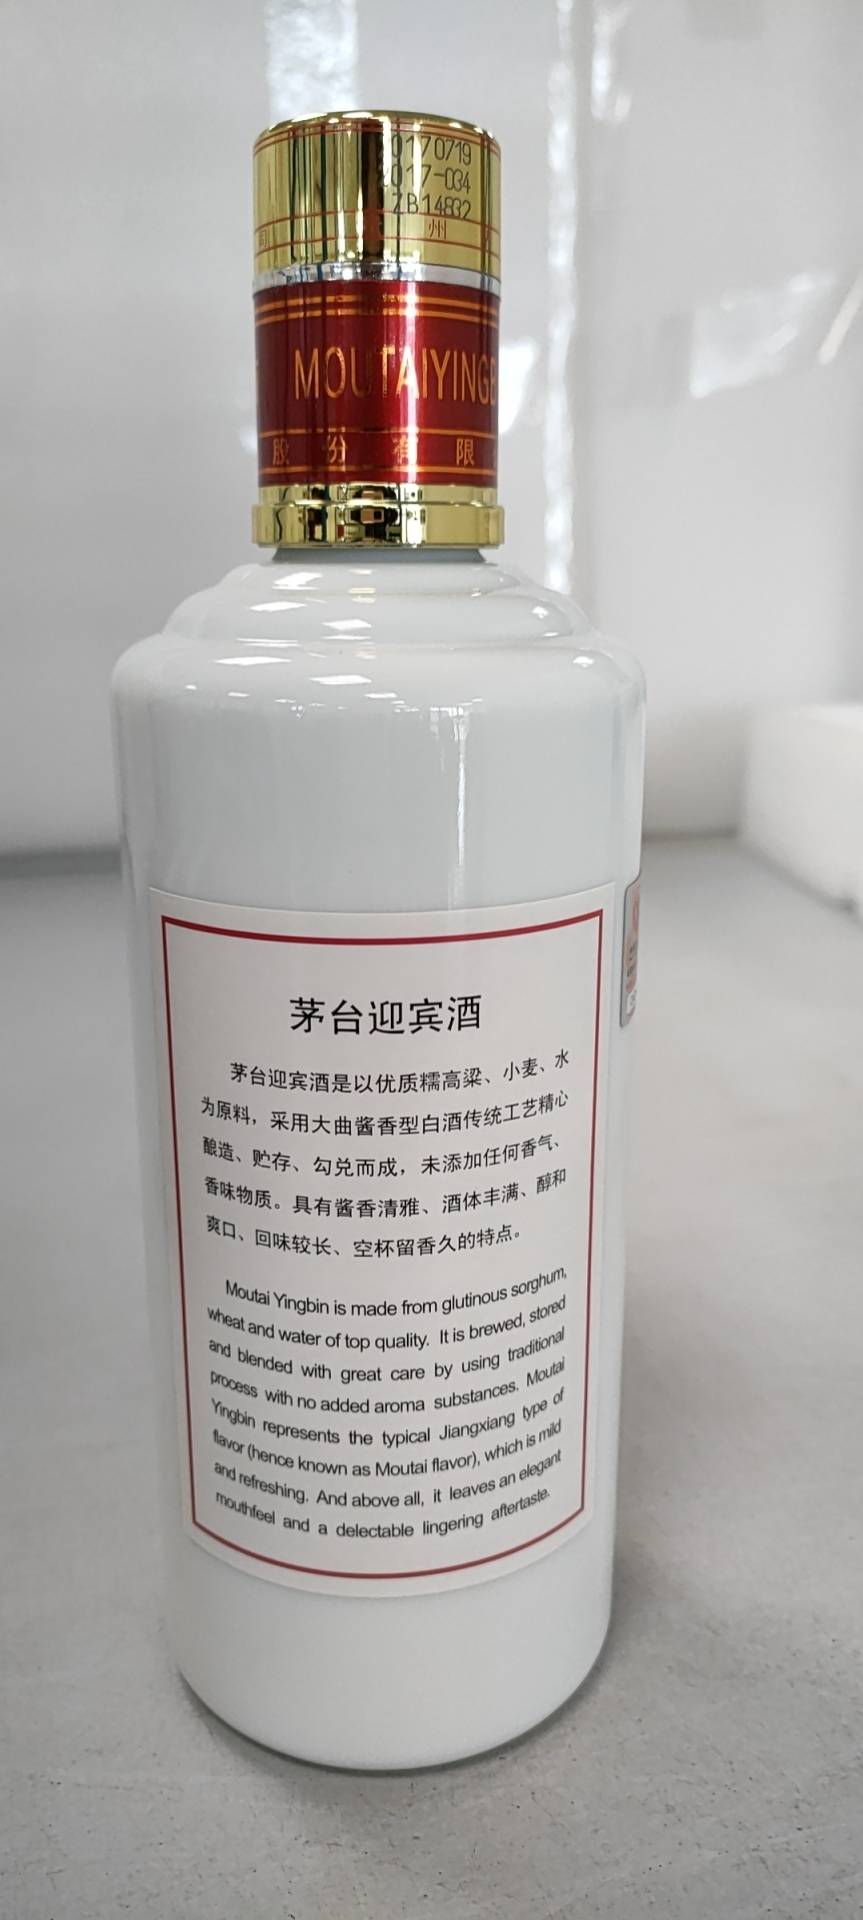 20170719
2017-034
ZB14832
司 贵 州
MOUTAIYINGB
股份有限
茅台迎宾酒
茅台迎宾酒是以优质糯高粱、小麦、水
为原料，采用大曲酱香型白酒传统工艺精心
酿造、贮存、勾兑而成，未添加任何香气、
香味物质。具有酱香清雅、酒体丰满、醇和
爽口、回味较长、空杯留香久的特点。
Moutai Yingbin is made from glutinous sorghum,
wheat and water of top quality. It is brewed, stored
and blended with great care by using traditional
process with no added aroma substances. Moutai
Yingbin represents the typical Jiangxiang type of
flavor (hence known as Moutai flavor), which is mild
and refreshing. And above all, it leaves an elegant
mouthfeel and a delectable lingering aftertaste.